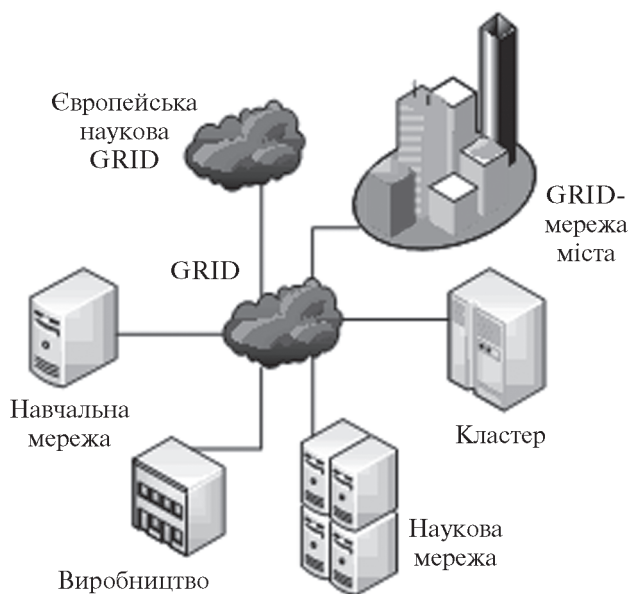 Європейська
наукова
GRID
GRID-
мережа
міста
GRID
Навчальна
мережа
Кластер
Наукова
мережа
Виробництво